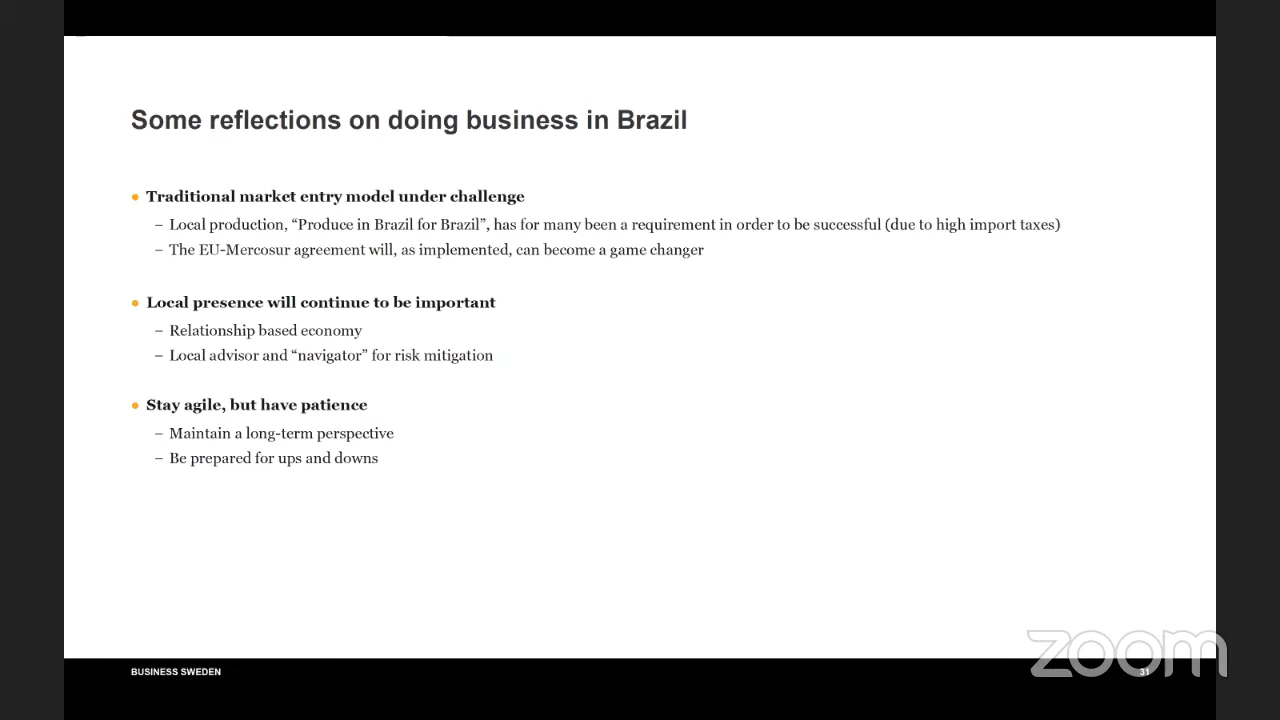 Some reflections on doing business in Brazil
● Traditional market entry model under challenge
– Local production, “Produce in Brazil for Brazil”, has for many been a requirement in order to be successful (due to high import taxes)
– The EU-Mercosur agreement will, as implemented, can become a game changer
● Local presence will continue to be important
– Relationship based economy
– Local advisor and “navigator” for risk mitigation
● Stay agile, but have patience
– Maintain a long-term perspective
– Be prepared for ups and downs
BUSINESS SWEDEN
31
zoom